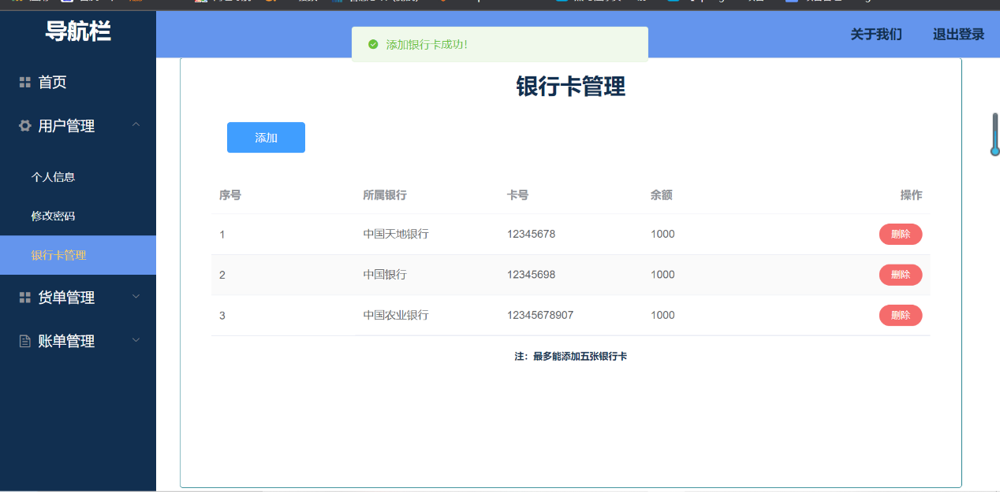 导航栏
关于我们
退出登录
添加银行卡成功!
首页
用户管理
个人信息
修改密码
银行卡管理
货单管理
账单管理
银行卡管理
添加
序号 所属银行 卡号 余额 操作
1 中国天地银行 12345678 1000 删除
2 中国银行 12345698 1000 删除
3 中国农业银行 12345678907 1000 删除
注：最多能添加五张银行卡